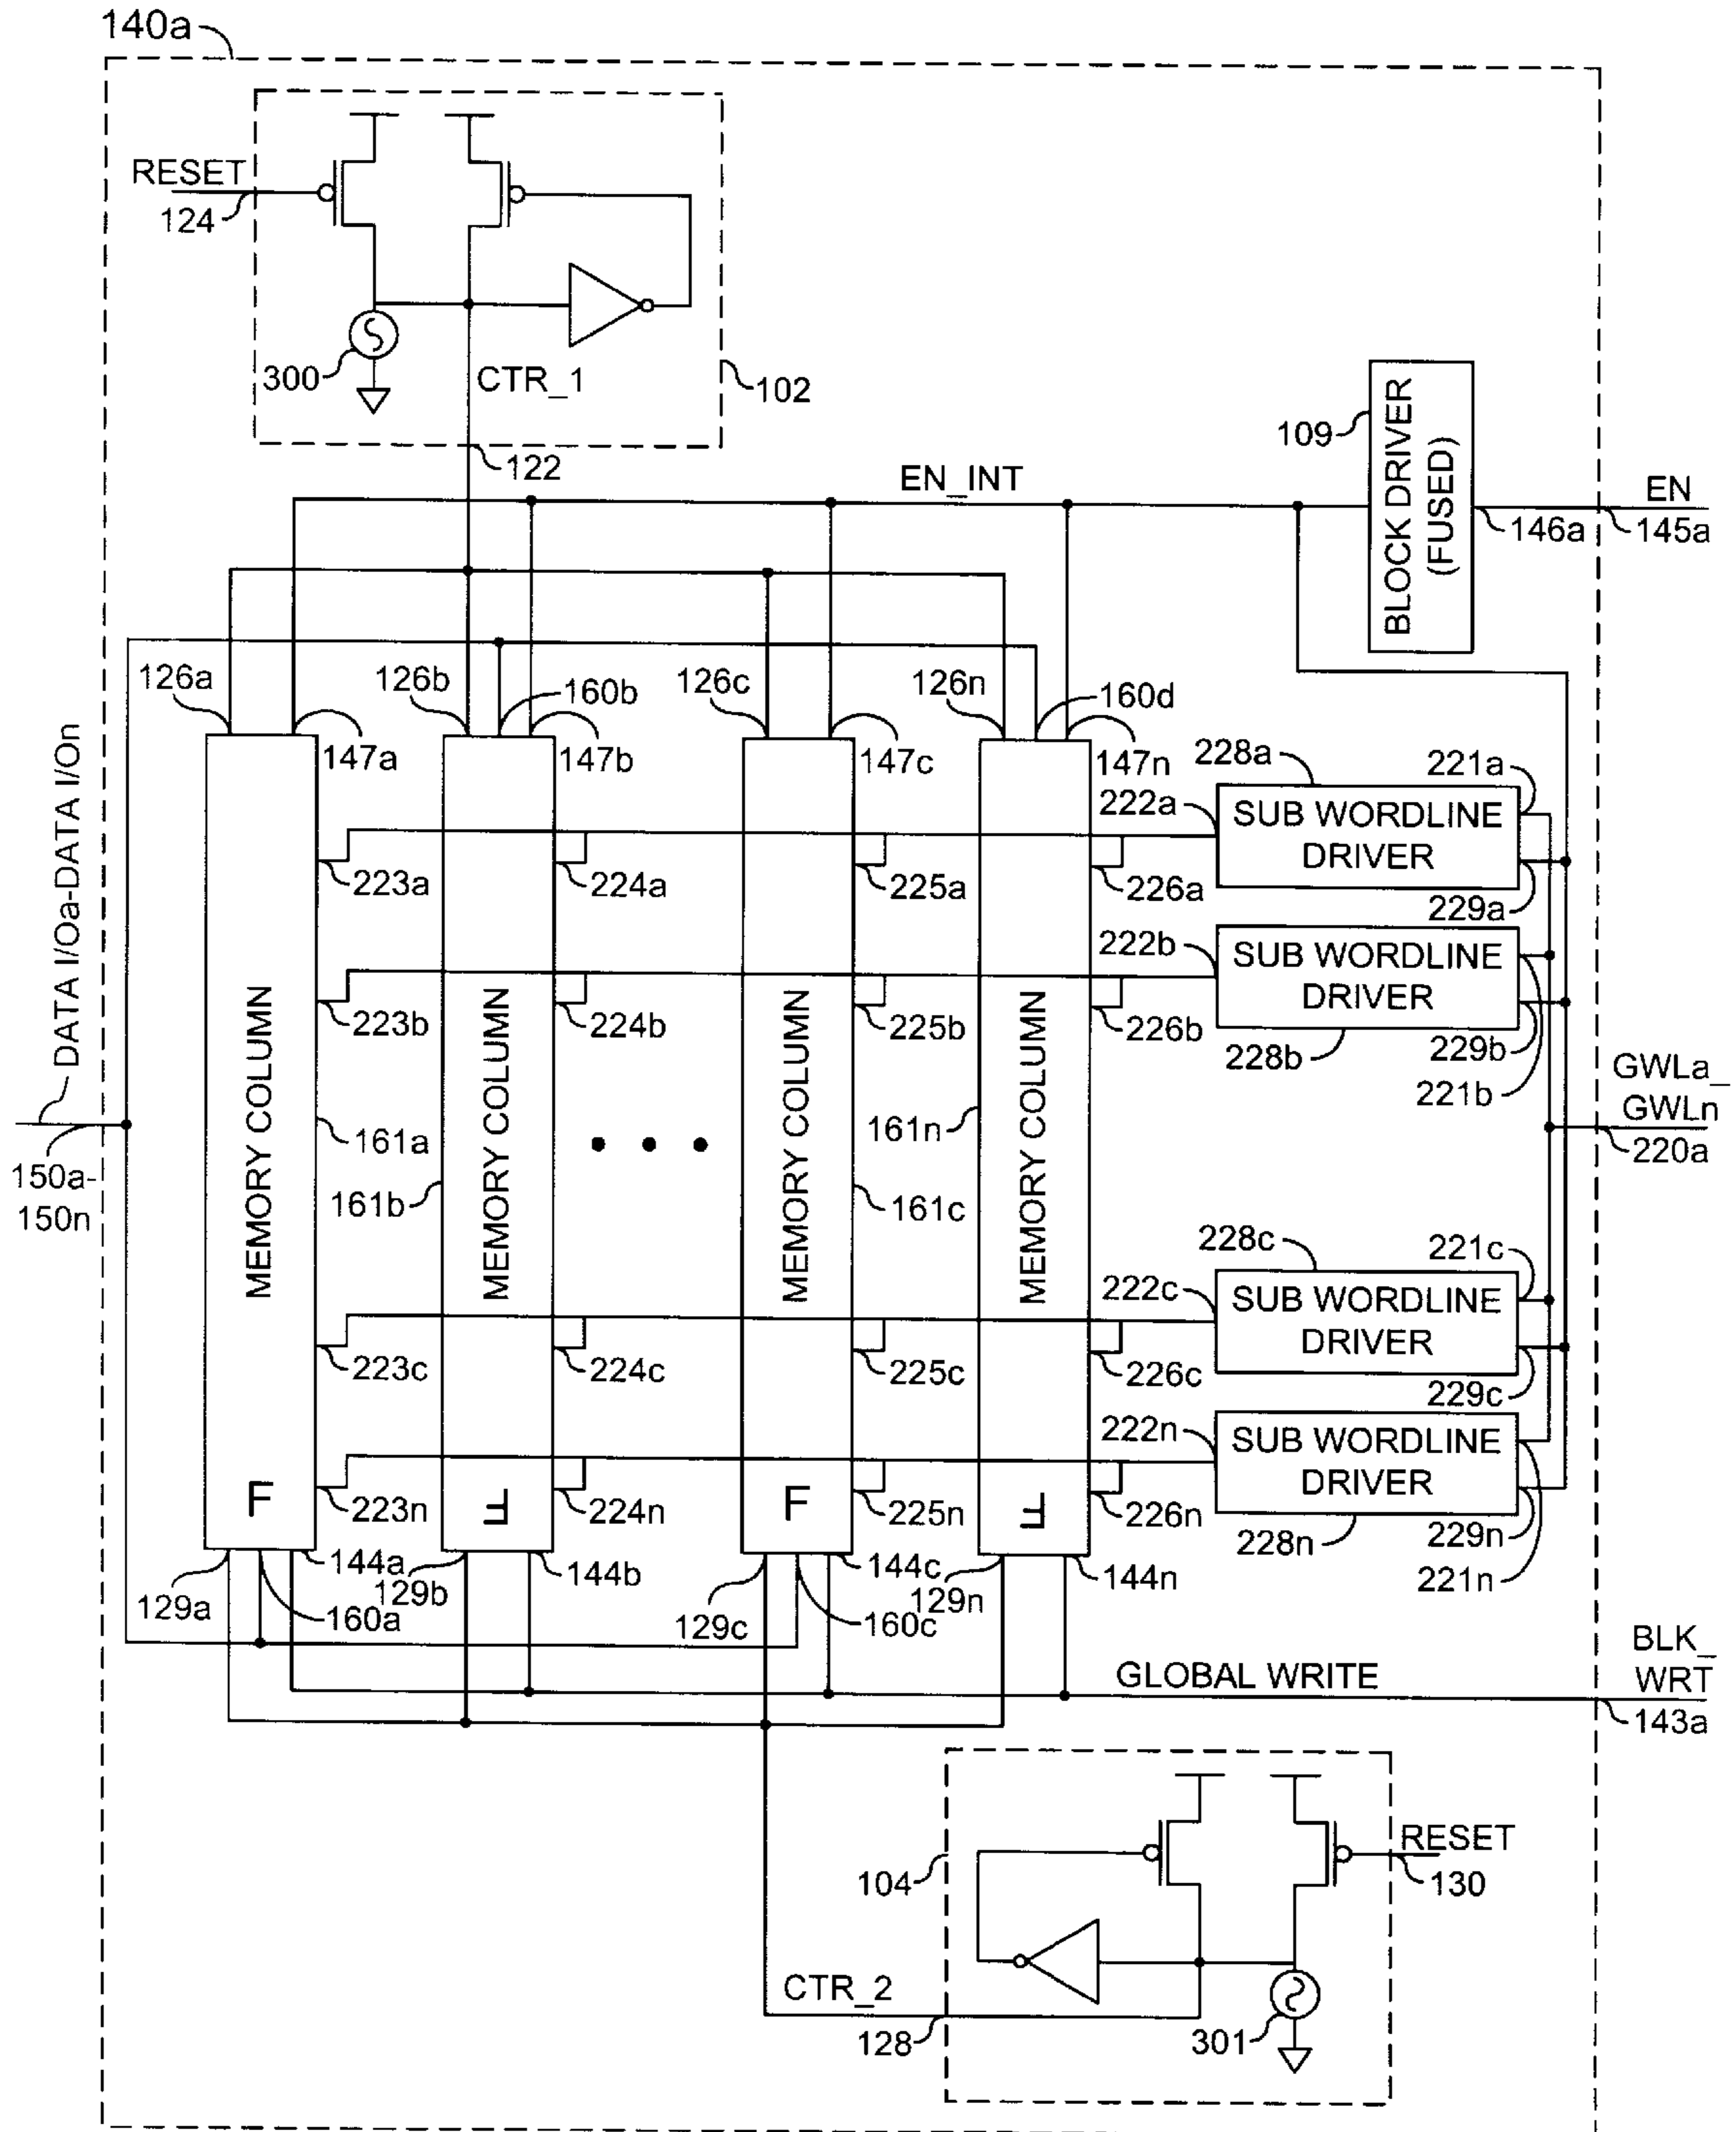 140a
RESET
124
300
CTR_1
102
122
EN_INT
109
BLOCK DRIVER
(FUSED)
146a
EN
145a
126a
126b
160b
126c
126n
160d
147a
147b
147c
147n
DATA I/Oa-DATA I/On
150a-
150n
MEMORY COLUMN
MEMORY COLUMN
MEMORY COLUMN
MEMORY COLUMN
161a
161b
161c
161n
228a
221a
222a
SUB WORDLINE
DRIVER
223a
224a
225a
226a
229a
222b
SUB WORDLINE
DRIVER
223b
224b
225b
226b
228b
229b
221b
GWLa_
GWLn
220a
228c
221c
222c
SUB WORDLINE
DRIVER
223c
224c
225c
226c
229c
222n
SUB WORDLINE
DRIVER
F
F
F
F
223n
224n
225n
226n
228n
229n
221n
129a
144a
160a
129b
144b
129c
144c
160c
129n
144n
GLOBAL WRITE
BLK_
WRT
143a
104
RESET
130
CTR_2
128
301